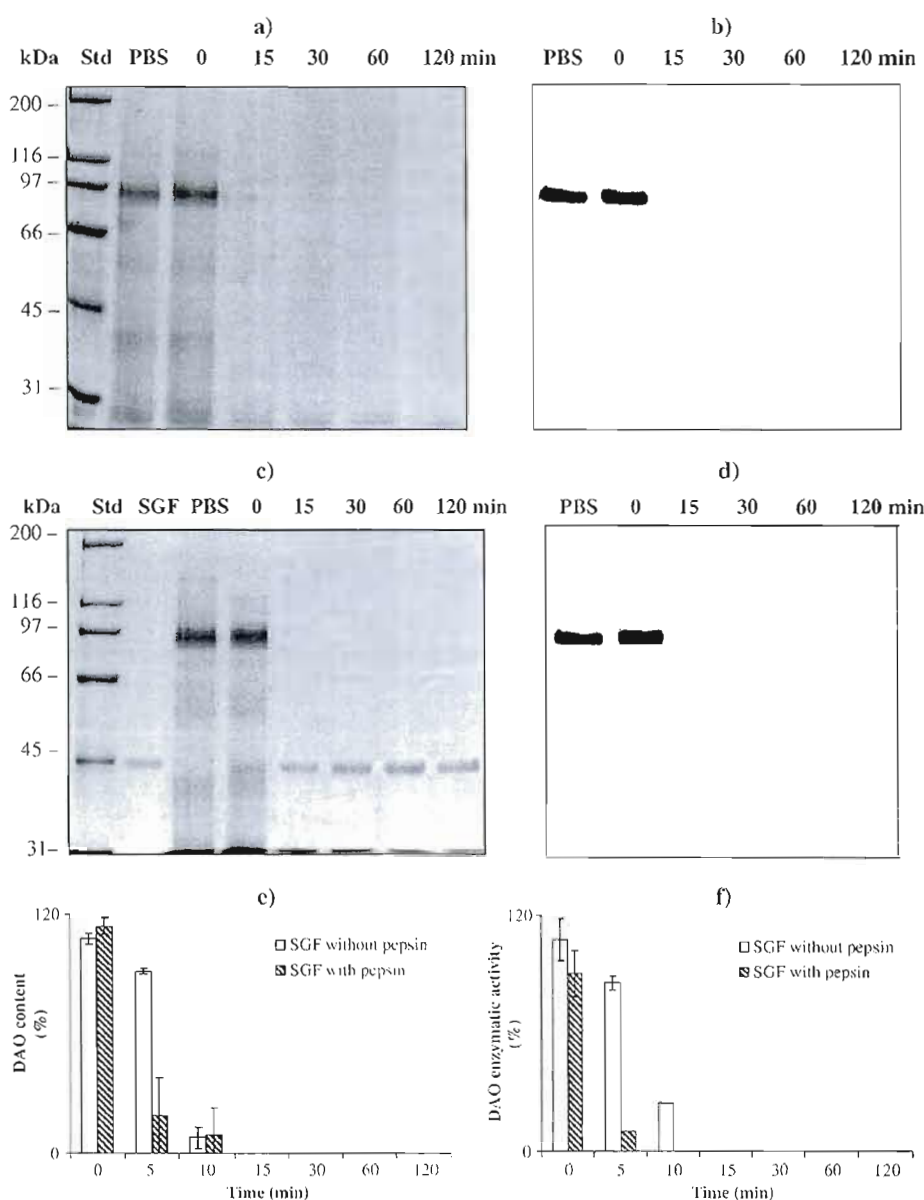 a)
kDa Std PBS 0 15 30 60 120 min
200 –
116 –
97 –
66 –
45 –
31 –
b)
PBS 0 15 30 60 120 min
c)
kDa Std SGF PBS 0 15 30 60 120 min
200 –
116 –
97 –
66 –
45 –
31–
d)
PBS 0 15 30 60 120 min
e)
120
0
DAO content
(%)
SGF without pepsin
SGF with pepsin
0 5 10 15 30 60 120
Time (min)
f)
120
0
DAO enzymatic activity
(%)
SGF without pepsin
SGF with pepsin
0 5 10 15 30 60 120
Time (min)